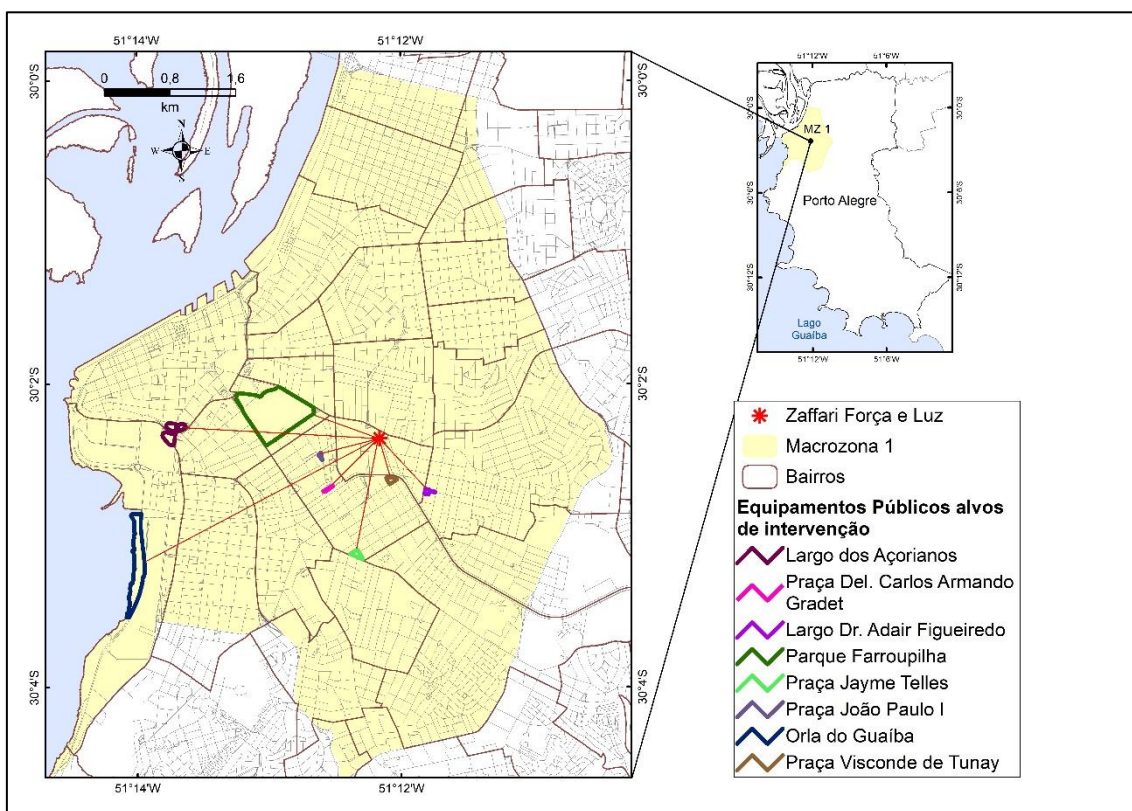 51°14'W
51°12'W
0
0,8
1,6
km
N
W
E
S
30°0'S
30°0'S
30°2'S
30°2'S
30°4'S
30°4'S
51°14'W
51°12'W
51°12'W
51°6'W
30°0'S
30°0'S
MZ 1
30°6'S
30°6'S
Porto Alegre
30°12'S
30°12'S
Lago
Guaíba
51°12'W
51°6'W
Zaffari Força e Luz
Macrozona 1
Bairros
Equipamentos Públicos alvos
de intervenção
Largo dos Açorianos
Praça Del. Carlos Armando
Gradet
Largo Dr. Adair Figueiredo
Parque Farroupilha
Praça Jayme Telles
Praça João Paulo I
Orla do Guaíba
Praça Visconde de Tunay